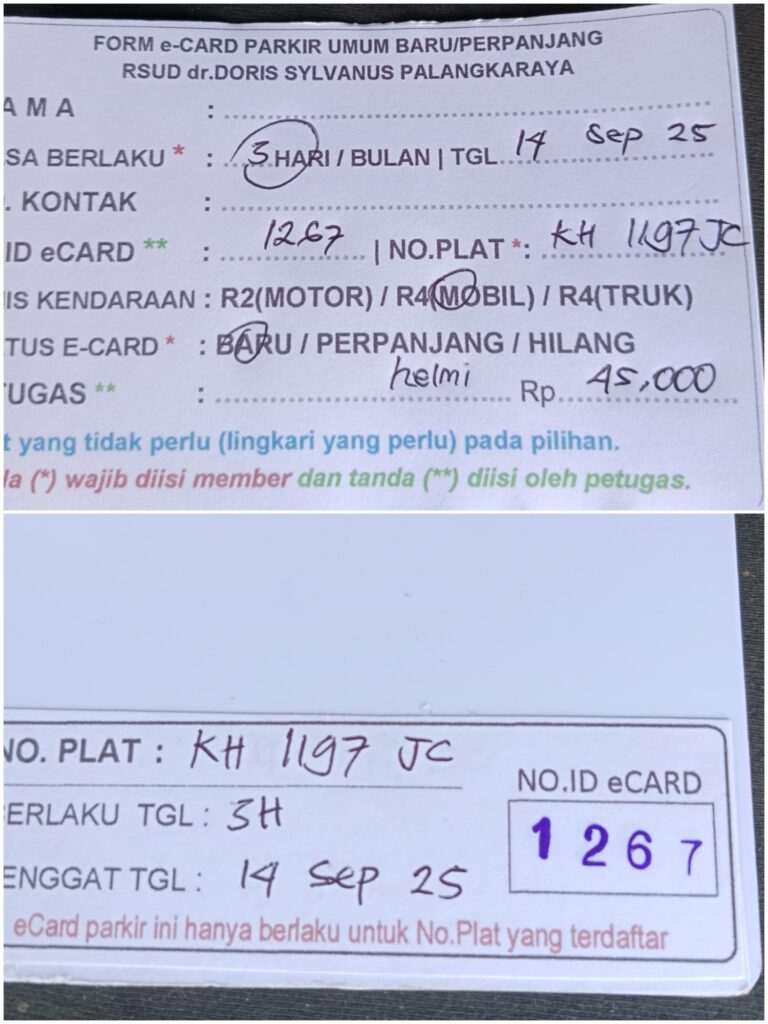 FORM e-CARD PARKIR UMUM BARU/PERPANJANG
RSUD dr.DORIS SYLVANUS PALANGKARAYA
AMA :
SA BERLAKU * : 3 HARI / BULAN | TGL. 14 Sep 25
. KONTAK :
ID eCARD ** : 1267 | NO.PLAT *: KH 1197 JC
IS KENDARAAN : R2(MOTOR) / R4(MOBIL) / R4(TRUK)
TUS E-CARD * : BARU / PERPANJANG / HILANG
UGAS ** : helmi Rp. 45,000
t yang tidak perlu (lingkari yang perlu) pada pilihan.
da (*) wajib diisi member dan tanda (**) diisi oleh petugas.
NO. PLAT : KH 1197 JC
ERLAKU TGL : 3H
ENGGAT TGL : 14 Sep 25
NO.ID eCARD
1267
eCard parkir ini hanya berlaku untuk No.Plat yang terdaftar